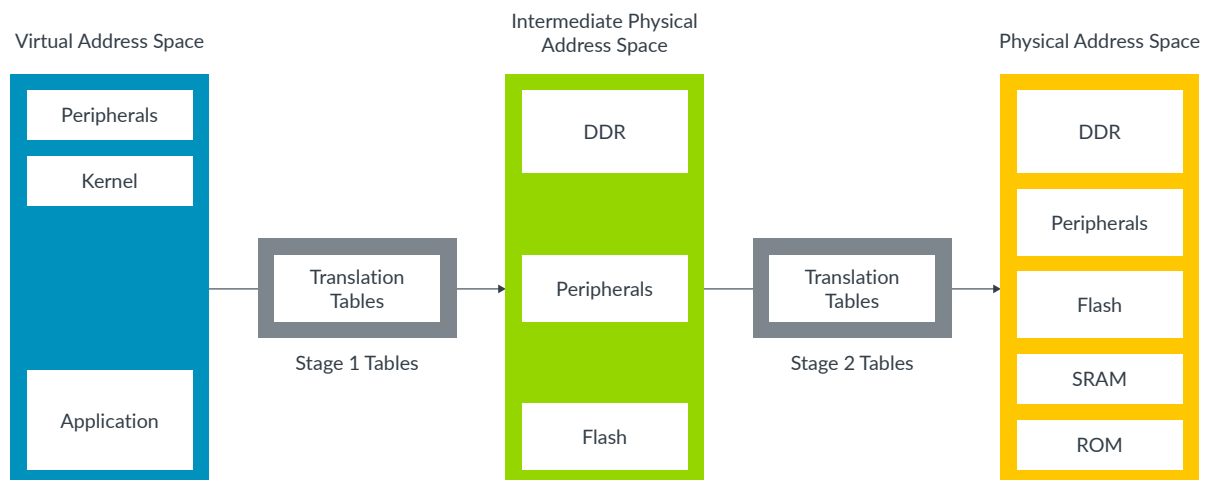 Virtual Address Space
Peripherals
Kernel
Application
Translation
Tables
Stage 1 Tables
Intermediate Physical
Address Space
DDR
Peripherals
Flash
Translation
Tables
Stage 2 Tables
Physical Address Space
DDR
Peripherals
Flash
SRAM
ROM